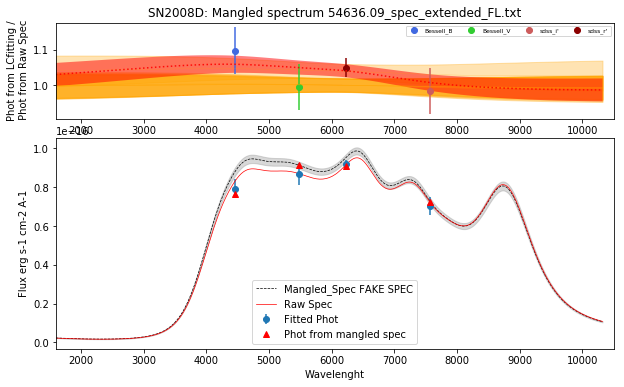 SN2008D: Mangled spectrum 54636.09_spec_extended_FL.txt
Phot from LCfitting /
Phot from Raw Spec
1.1
1.0
Bessell_B
Bessell_V
sdss_i'
sdss_r'
2000 3000 4000 5000 6000 7000 8000 9000 10000
1e-16
Flux erg s-1 cm-2 A-1
1.0
0.8
0.6
0.4
0.2
0.0
Mangled_Spec FAKE SPEC
Raw Spec
Fitted Phot
Phot from mangled spec
2000 3000 4000 5000 6000 7000 8000 9000 10000
Wavelenght